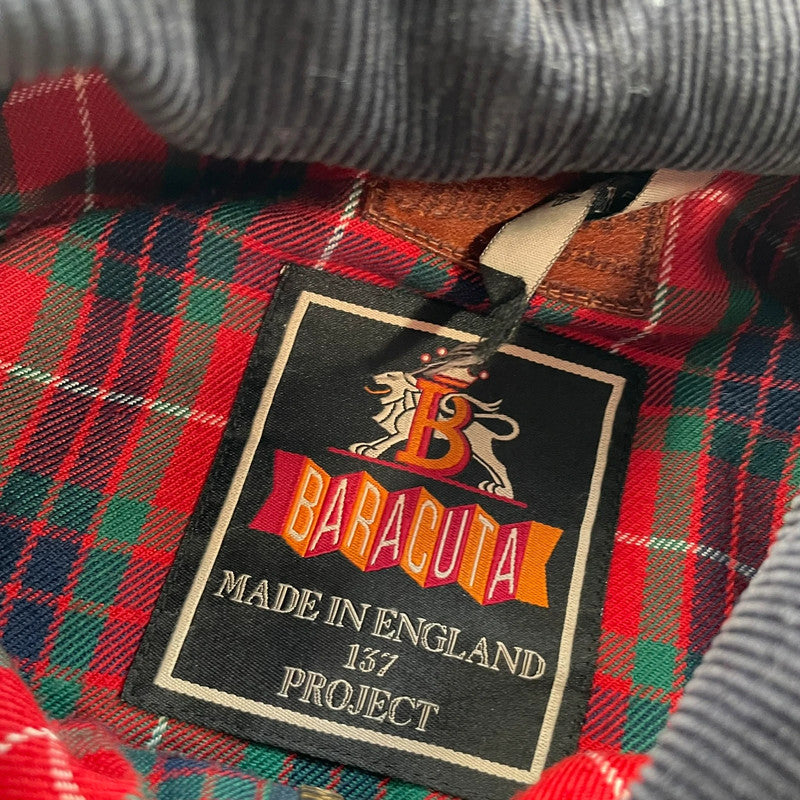 B
BARACUTA
MADE IN ENGLAND
137
PROJECT